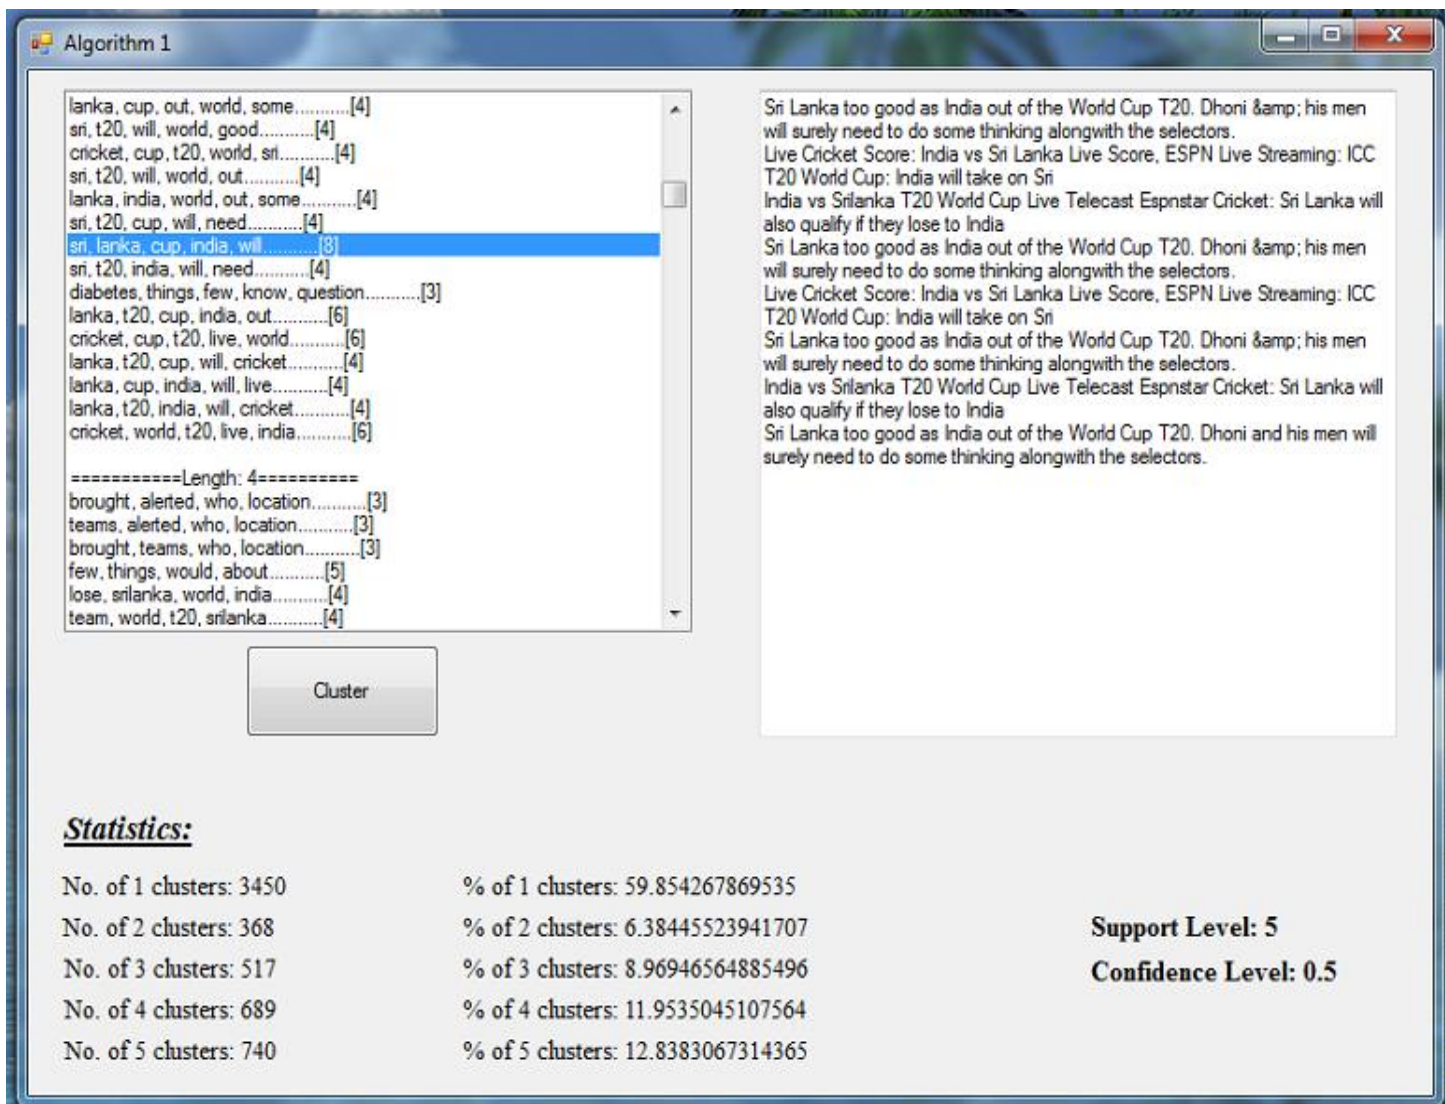 Algorithm 1
lanka, cup, out, world, some...........[4]
sri, t20, will, world, good...........[4]
cricket, cup, t20, world, sri...........[4]
sri, t20, will, world, out...........[4]
lanka, india, world, out, some...........[4]
sri, t20, cup, will, need...........[4]
sri, lanka, cup, india, will...........[8]
sri, t20, india, will, need...........[4]
diabetes, things, few, know, question...........[3]
lanka, t20, cup, india, out...........[6]
cricket, cup, t20, live, world...........[6]
lanka, t20, cup, will, cricket...........[4]
lanka, cup, india, will, live...........[4]
lanka, t20, india, will, cricket...........[4]
cricket, world, t20, live, india...........[6]
===========Length: 4==========
brought, alerted, who, location...........[3]
teams, alerted, who, location...........[3]
brought, teams, who, location...........[3]
few, things, would, about...........[5]
lose, srilanka, world, india...........[4]
team, world, t20, srilanka...........[4]
Cluster
Sri Lanka too good as India out of the World Cup T20. Dhoni &amp; his men
will surely need to do some thinking alongwith the selectors.
Live Cricket Score: India vs Sri Lanka Live Score, ESPN Live Streaming: ICC
T20 World Cup: India will take on Sri
India vs Srilanka T20 World Cup Live Telecast Espnstar Cricket: Sri Lanka will
also qualify if they lose to India
Sri Lanka too good as India out of the World Cup T20. Dhoni &amp; his men
will surely need to do some thinking alongwith the selectors.
Live Cricket Score: India vs Sri Lanka Live Score, ESPN Live Streaming: ICC
T20 World Cup: India will take on Sri
Sri Lanka too good as India out of the World Cup T20. Dhoni &amp; his men
will surely need to do some thinking alongwith the selectors.
India vs Srilanka T20 World Cup Live Telecast Espnstar Cricket: Sri Lanka will
also qualify if they lose to India
Sri Lanka too good as India out of the World Cup T20. Dhoni and his men will
surely need to do some thinking alongwith the selectors.
Statistics:
No. of 1 clusters: 3450
No. of 2 clusters: 368
No. of 3 clusters: 517
No. of 4 clusters: 689
No. of 5 clusters: 740
% of 1 clusters: 59.854267869535
% of 2 clusters: 6.38445523941707
% of 3 clusters: 8.96946564885496
% of 4 clusters: 11.9535045107564
% of 5 clusters: 12.8383067314365
Support Level: 5
Confidence Level: 0.5